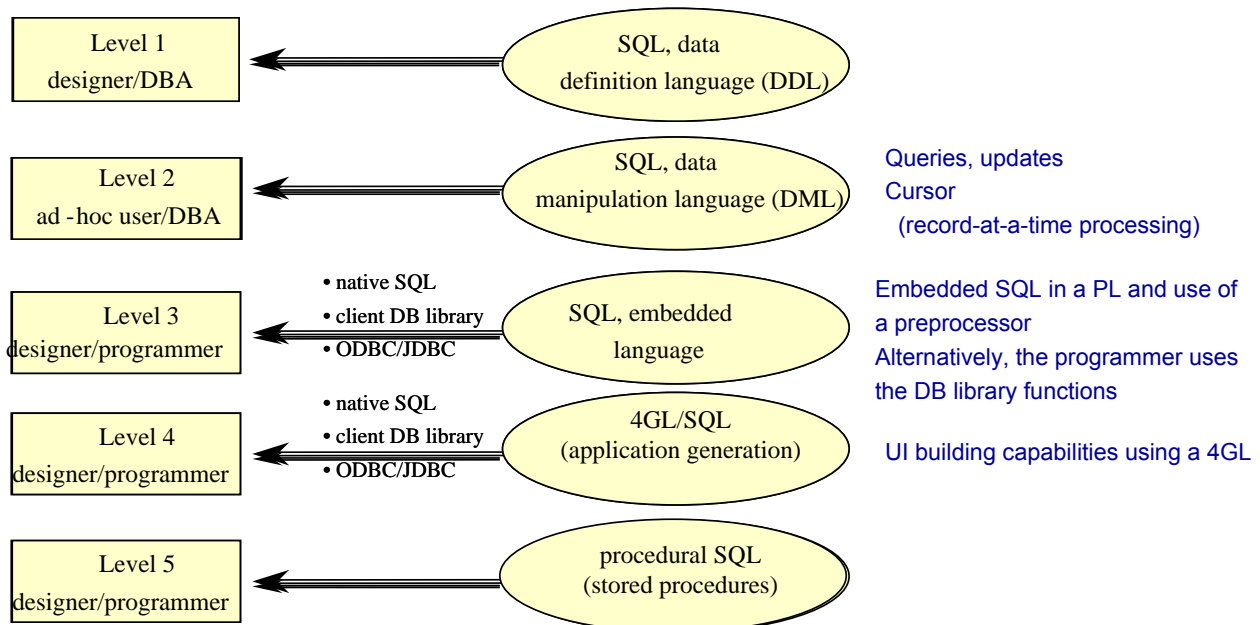 Level 1
designer/DBA
SQL, data
definition language (DDL)
Level 2
ad -hoc user/DBA
SQL, data
manipulation language (DML)
Queries, updates
Cursor
(record-at-a-time processing)
Level 3
designer/programmer
• native SQL
• client DB library
• ODBC/JDBC
SQL, embedded
language
Embedded SQL in a PL and use of
a preprocessor
Alternatively, the programmer uses
the DB library functions
Level 4
designer/programmer
• native SQL
• client DB library
• ODBC/JDBC
4GL/SQL
(application generation)
UI building capabilities using a 4GL
Level 5
designer/programmer
procedural SQL
(stored procedures)